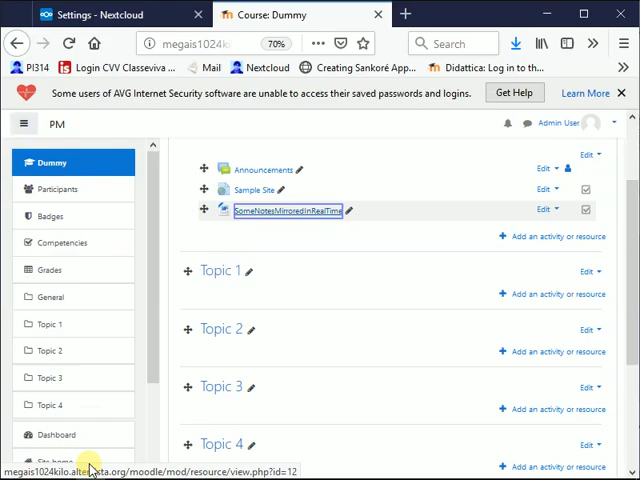 Settings - Nextcloud
Course: Dummy
megais1024k
70%
Search
PI314
Login CVV Classeviva ...
Mail
Nextcloud
Creating Sankoré App...
Didattica: Log in to th...
Some users of AVG Internet Security software are unable to access their saved passwords and logins.
Get Help
Learn More
PM
Admin User
Dummy
Participants
Badges
Competencies
Grades
General
Topic 1
Topic 2
Topic 3
Topic 4
Dashboard
Site home
Edit
Announcements
Edit
Sample Site
Edit
SomeNotesMirroredInRealTime
Edit
Add an activity or resource
Topic 1
Edit
Add an activity or resource
Topic 2
Edit
Add an activity or resource
Topic 3
Edit
Add an activity or resource
Topic 4
Edit
Add an activity or resource
megais1024kilo.altervista.org/moodle/mod/resource/view.php?id=12